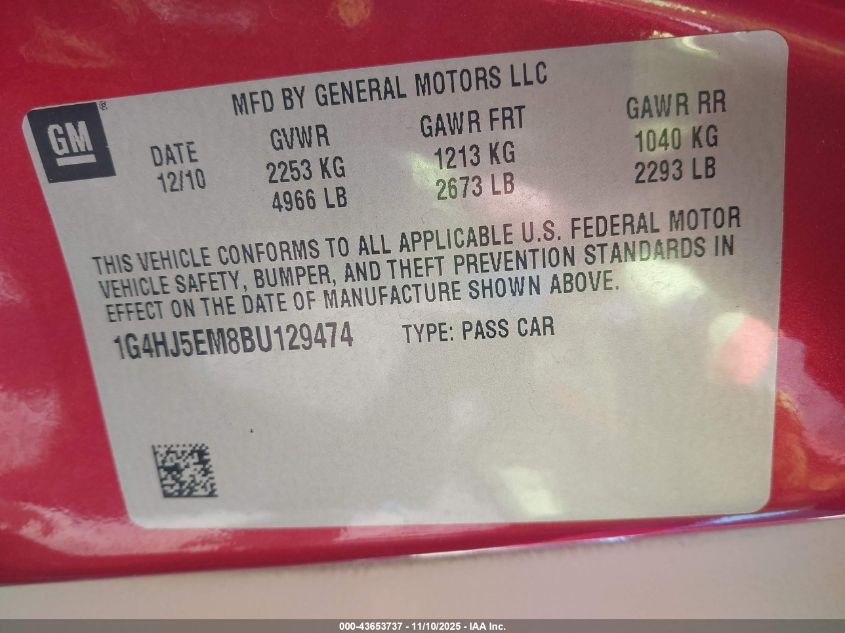 GM®
MFD BY GENERAL MOTORS LLC
DATE GVWR GAWR FRT GAWR RR
12/10 2253 KG 1213 KG 1040 KG
4966 LB 2673 LB 2293 LB
THIS VEHICLE CONFORMS TO ALL APPLICABLE U.S. FEDERAL MOTOR
VEHICLE SAFETY, BUMPER, AND THEFT PREVENTION STANDARDS IN
EFFECT ON THE DATE OF MANUFACTURE SHOWN ABOVE.
1G4HJ5EM8BU129474 TYPE: PASS CAR
000-43653737 - 11/10/2025 - IAA Inc.